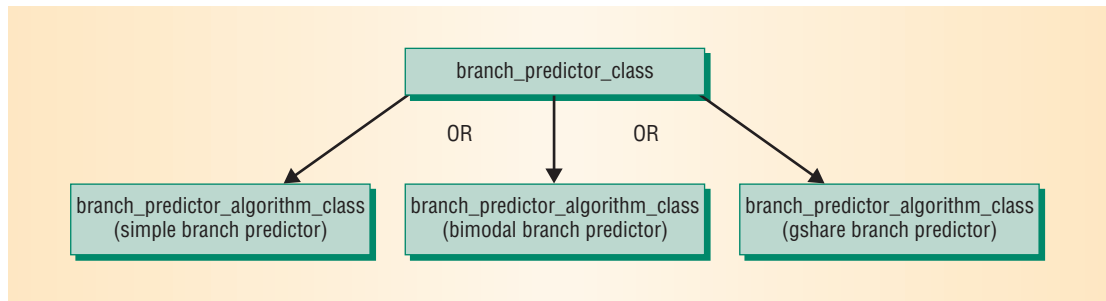 branch_predictor_class
OR
OR
branch_predictor_algorithm_class
(simple branch predictor)
branch_predictor_algorithm_class
(bimodal branch predictor)
branch_predictor_algorithm_class
(gshare branch predictor)